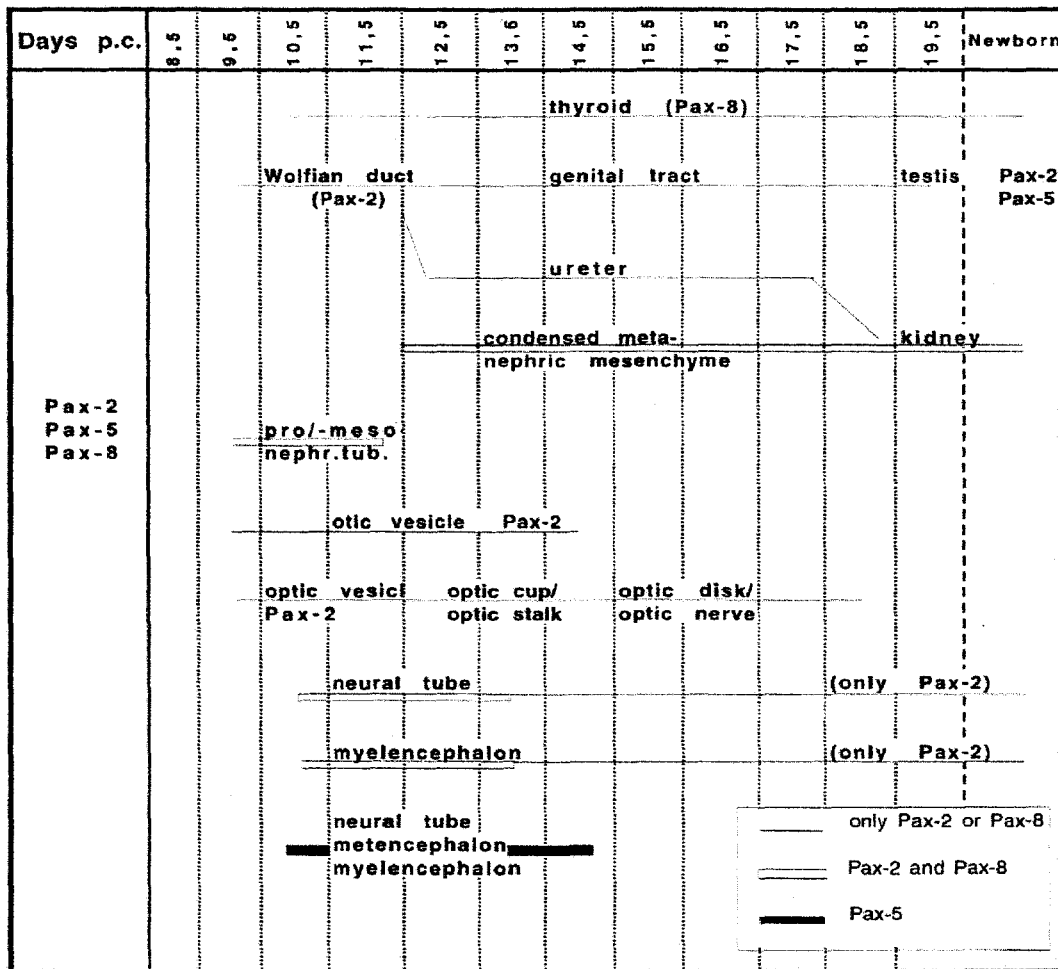 Days p.c. 8,5 9,5 10,5 11,5 12,5 13,5 14,5 15,5 16,5 17,5 18,5 19,5 Newborn
thyroid (Pax-8)
Wolfian duct genital tract testis Pax-2
(Pax-2) Pax-5
ureter
condensed meta- kidney
nephric mesenchyme
Pax-2
Pax-5
Pax-8
pro/-meso
nephr.tub.
otic vesicle Pax-2
optic vesicl optic cup/ optic disk/
Pax-2 optic stalk optic nerve
neural tube (only Pax-2)
myelencephalon (only Pax-2)
neural tube
metencephalon
myelencephalon
only Pax-2 or Pax-8
Pax-2 and Pax-8
Pax-5